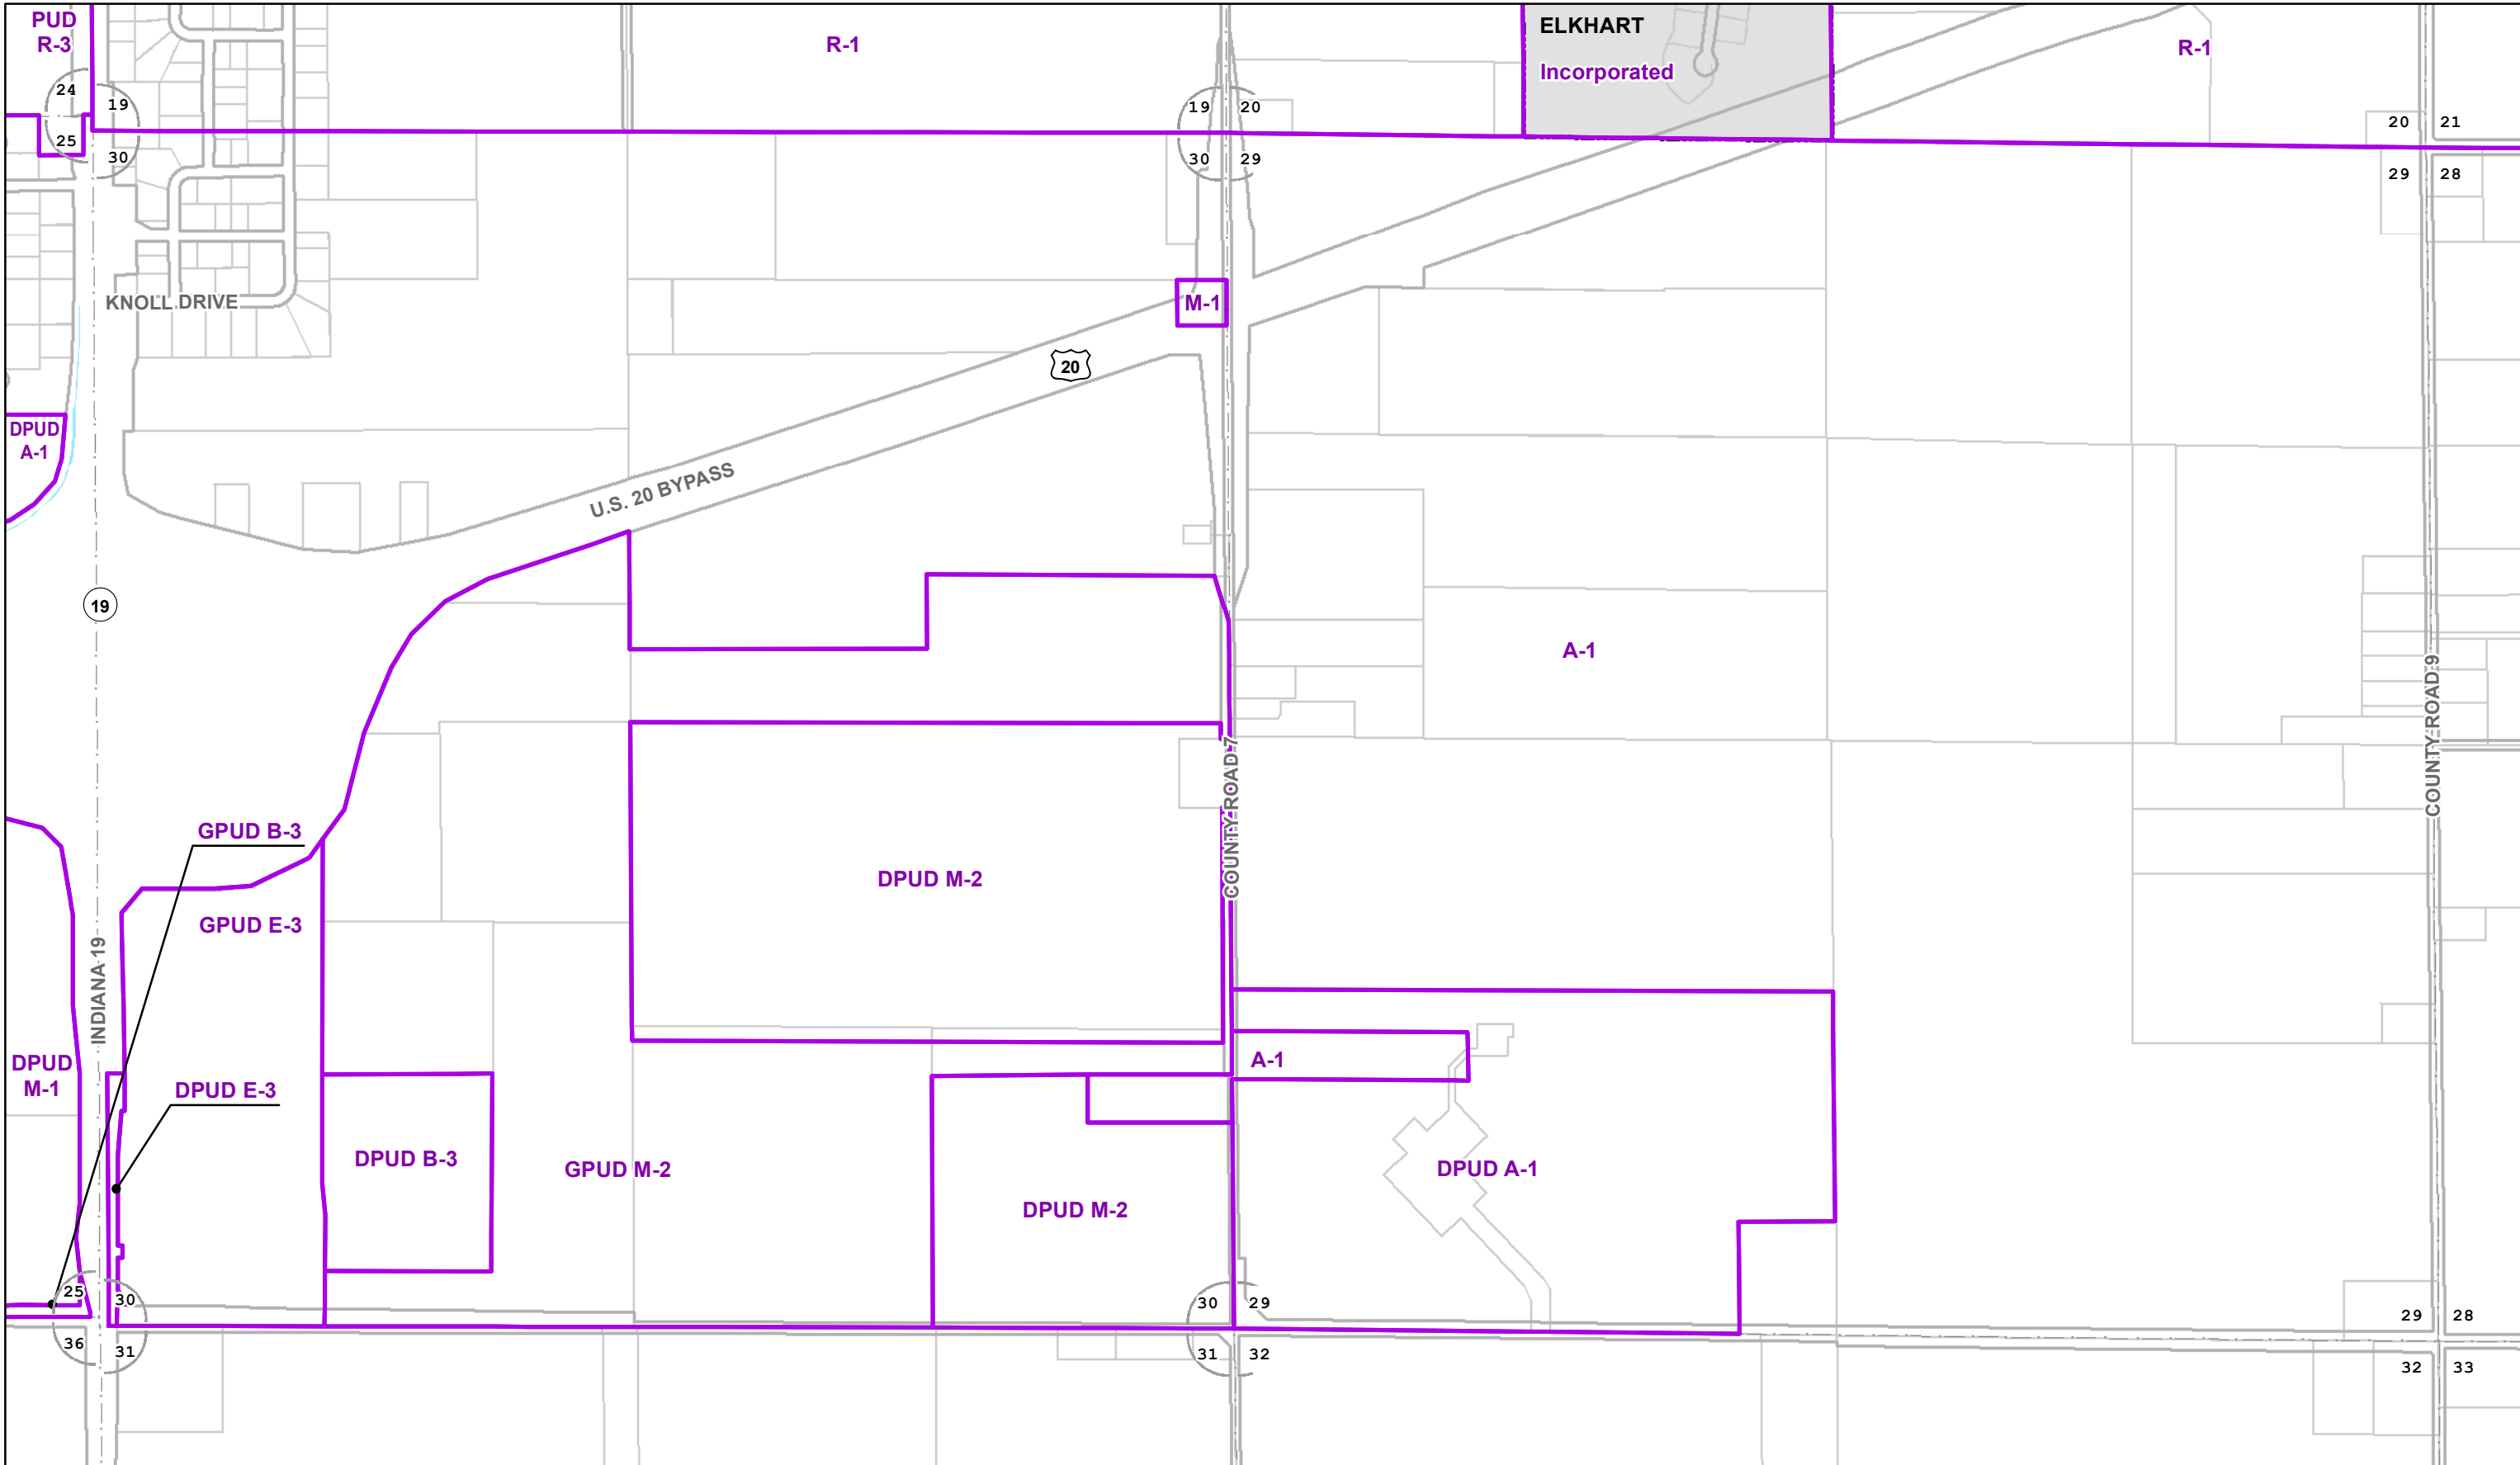 PUD
R-3
R-1
ELKHART
Incorporated
R-1
24
19
25
30
19
20
30
29
20
21
29
28
KNOLL DRIVE
M-1
20
DPUD
A-1
U.S. 20 BYPASS
19
A-1
COUNTY ROAD 7
COUNTY ROAD 9
GPUD B-3
DPUD M-2
GPUD E-3
INDIANA 19
DPUD
M-1
A-1
DPUD E-3
DPUD B-3
GPUD M-2
DPUD A-1
DPUD M-2
25
30
36
31
30
29
31
32
29
28
32
33